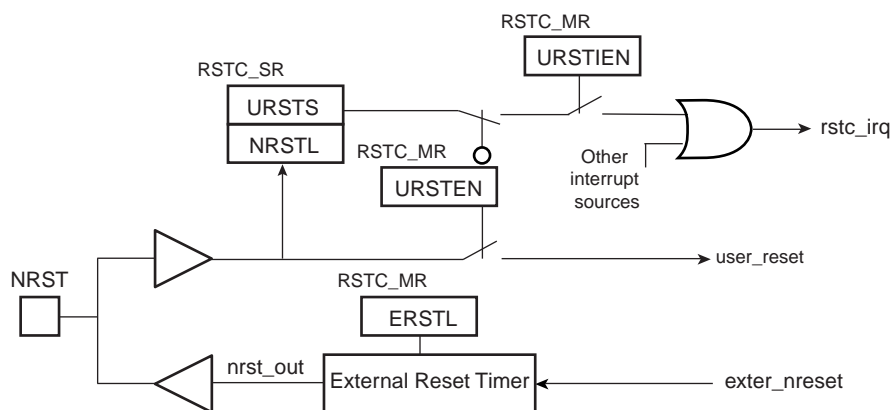 RSTC_MR
URSTIEN
RSTC_SR
URSTS
NRSTL
rstc_irq
RSTC_MR
Other
interrupt
sources
URSTEN
user_reset
NRST
RSTC_MR
ERSTL
nrst_out
External Reset Timer
exter_nreset